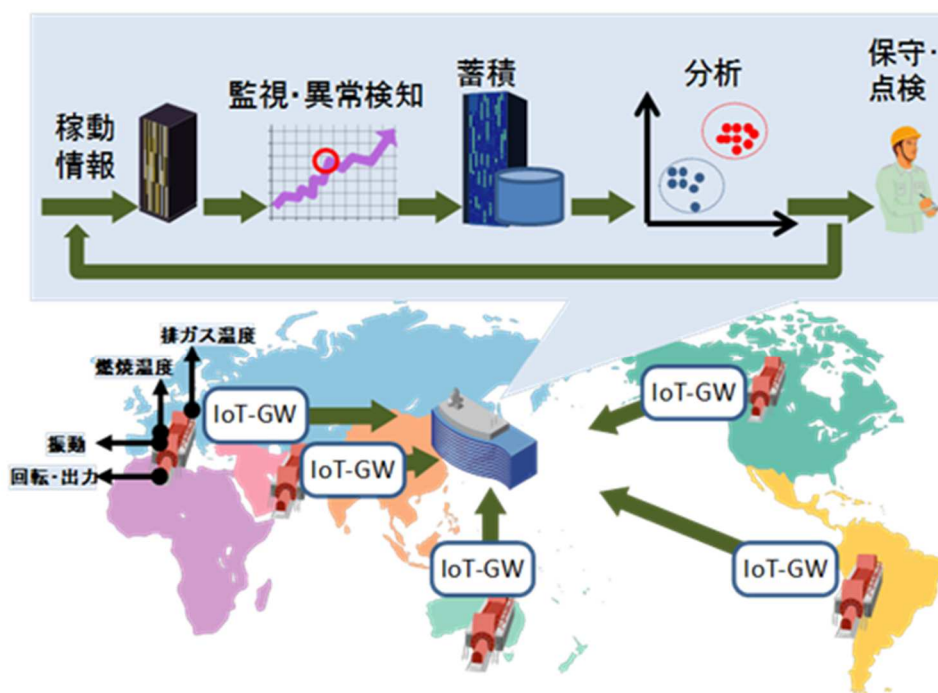 稼動
情報
監視・異常検知
蓄積
分析
保守・
点検
排ガス温度
燃焼温度
振動
回転・出力
IoT-GW
IoT-GW
IoT-GW
IoT-GW
IoT-GW